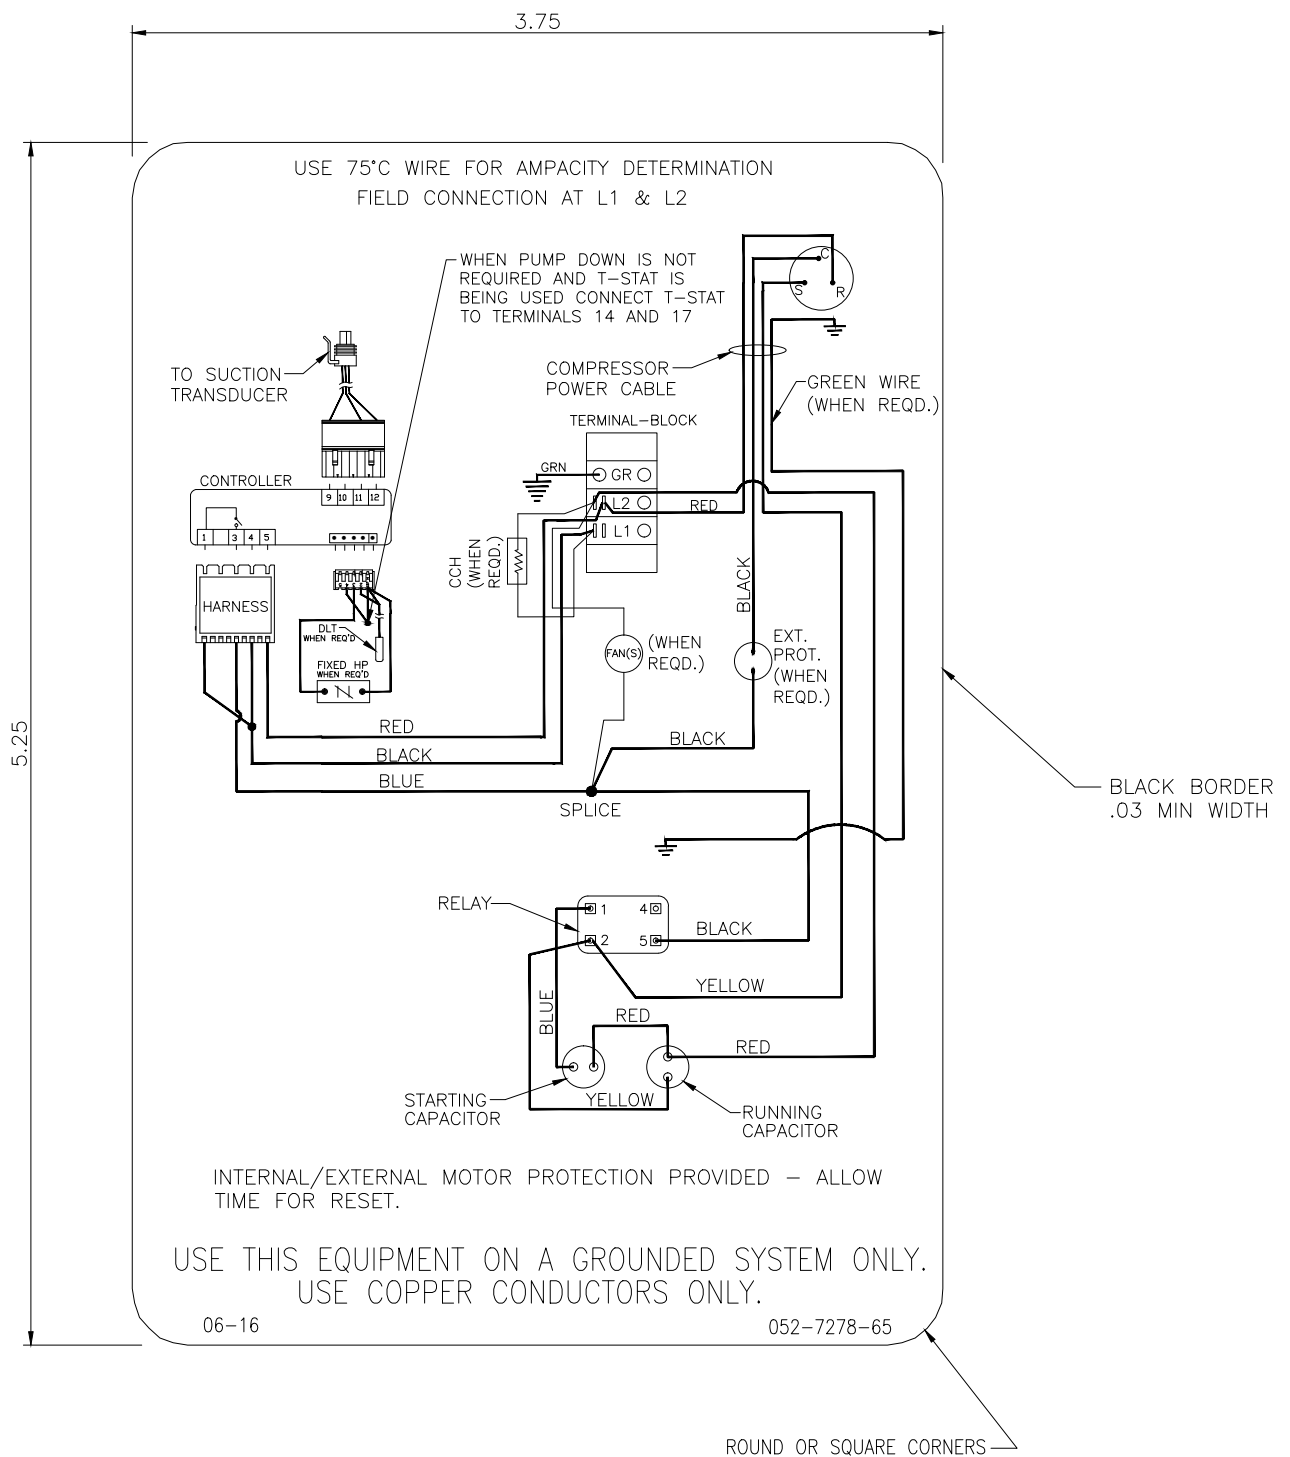 3.75
USE 75°C WIRE FOR AMPACITY DETERMINATION
FIELD CONNECTION AT L1 & L2
WHEN PUMP DOWN IS NOT
REQUIRED AND T-STAT IS
BEING USED CONNECT T-STAT
TO TERMINALS 14 AND 17
C
S
R
TO SUCTION
TRANSDUCER
COMPRESSOR
POWER CABLE
GREEN WIRE
(WHEN REQD.)
TERMINAL-BLOCK
GRN
GR
L2
L1
RED
CONTROLLER
9 10 11 12
1 3 4 5
CCH
(WHEN
REQD.)
BLACK
HARNESS
DLT
WHEN REQ'D
FIXED HP
WHEN REQ'D
FAN(S)
(WHEN
REQD.)
EXT.
PROT.
(WHEN
REQD.)
RED
BLACK
BLACK
BLUE
SPLICE
5.25
BLACK BORDER
.03 MIN WIDTH
RELAY
1 4
2 5
BLACK
YELLOW
BLUE
RED
RED
STARTING
CAPACITOR
YELLOW
RUNNING
CAPACITOR
INTERNAL/EXTERNAL MOTOR PROTECTION PROVIDED - ALLOW
TIME FOR RESET.
USE THIS EQUIPMENT ON A GROUNDED SYSTEM ONLY.
USE COPPER CONDUCTORS ONLY.
06-16
052-7278-65
ROUND OR SQUARE CORNERS